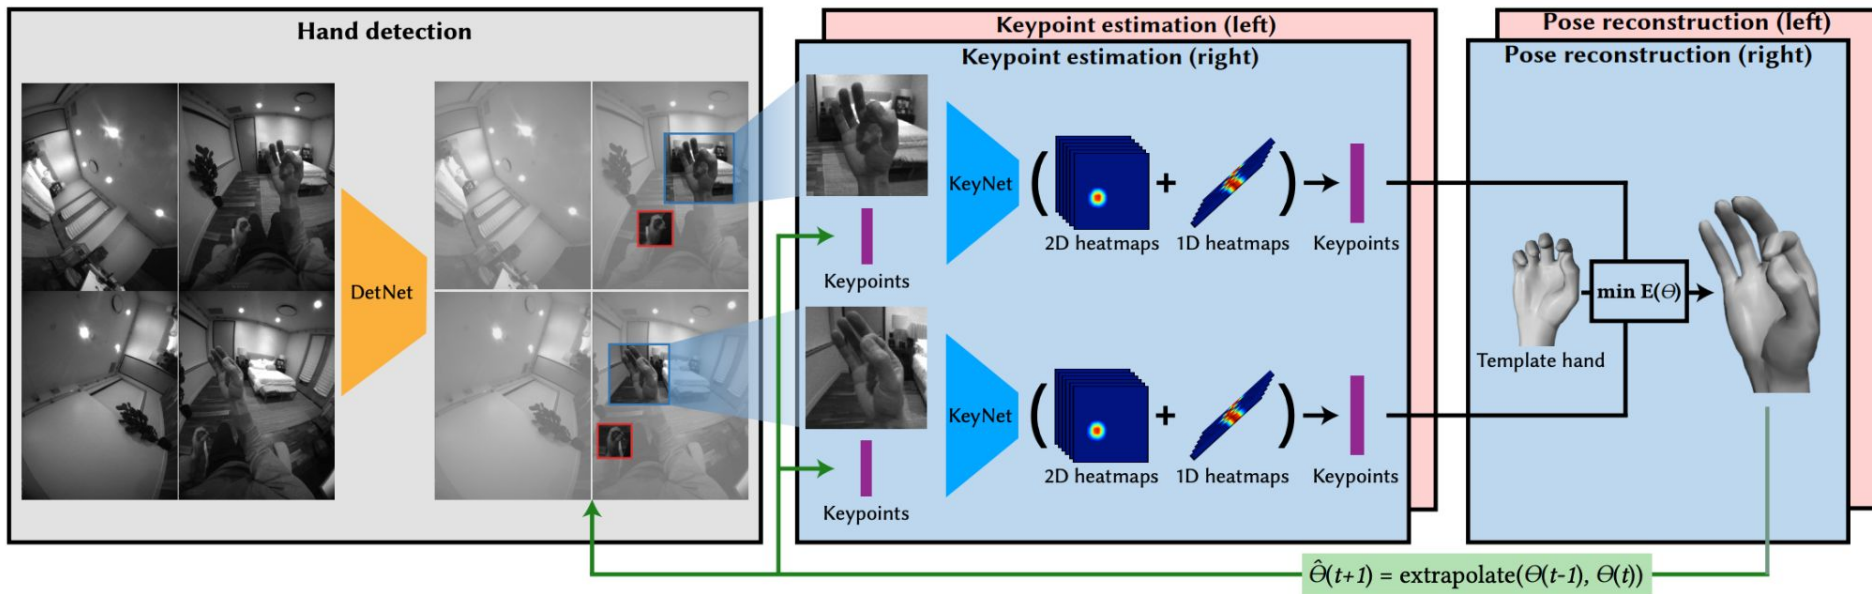 Hand detection
DetNet
Keypoint estimation (left)
Keypoint estimation (right)
KeyNet
( + )
2D heatmaps
1D heatmaps
Keypoints
Keypoints
KeyNet
( + )
2D heatmaps
1D heatmaps
Keypoints
Keypoints
Pose reconstruction (left)
Pose reconstruction (right)
min E(Θ)
Template hand
Θ̂(t+1) = extrapolate(Θ(t-1), Θ(t))